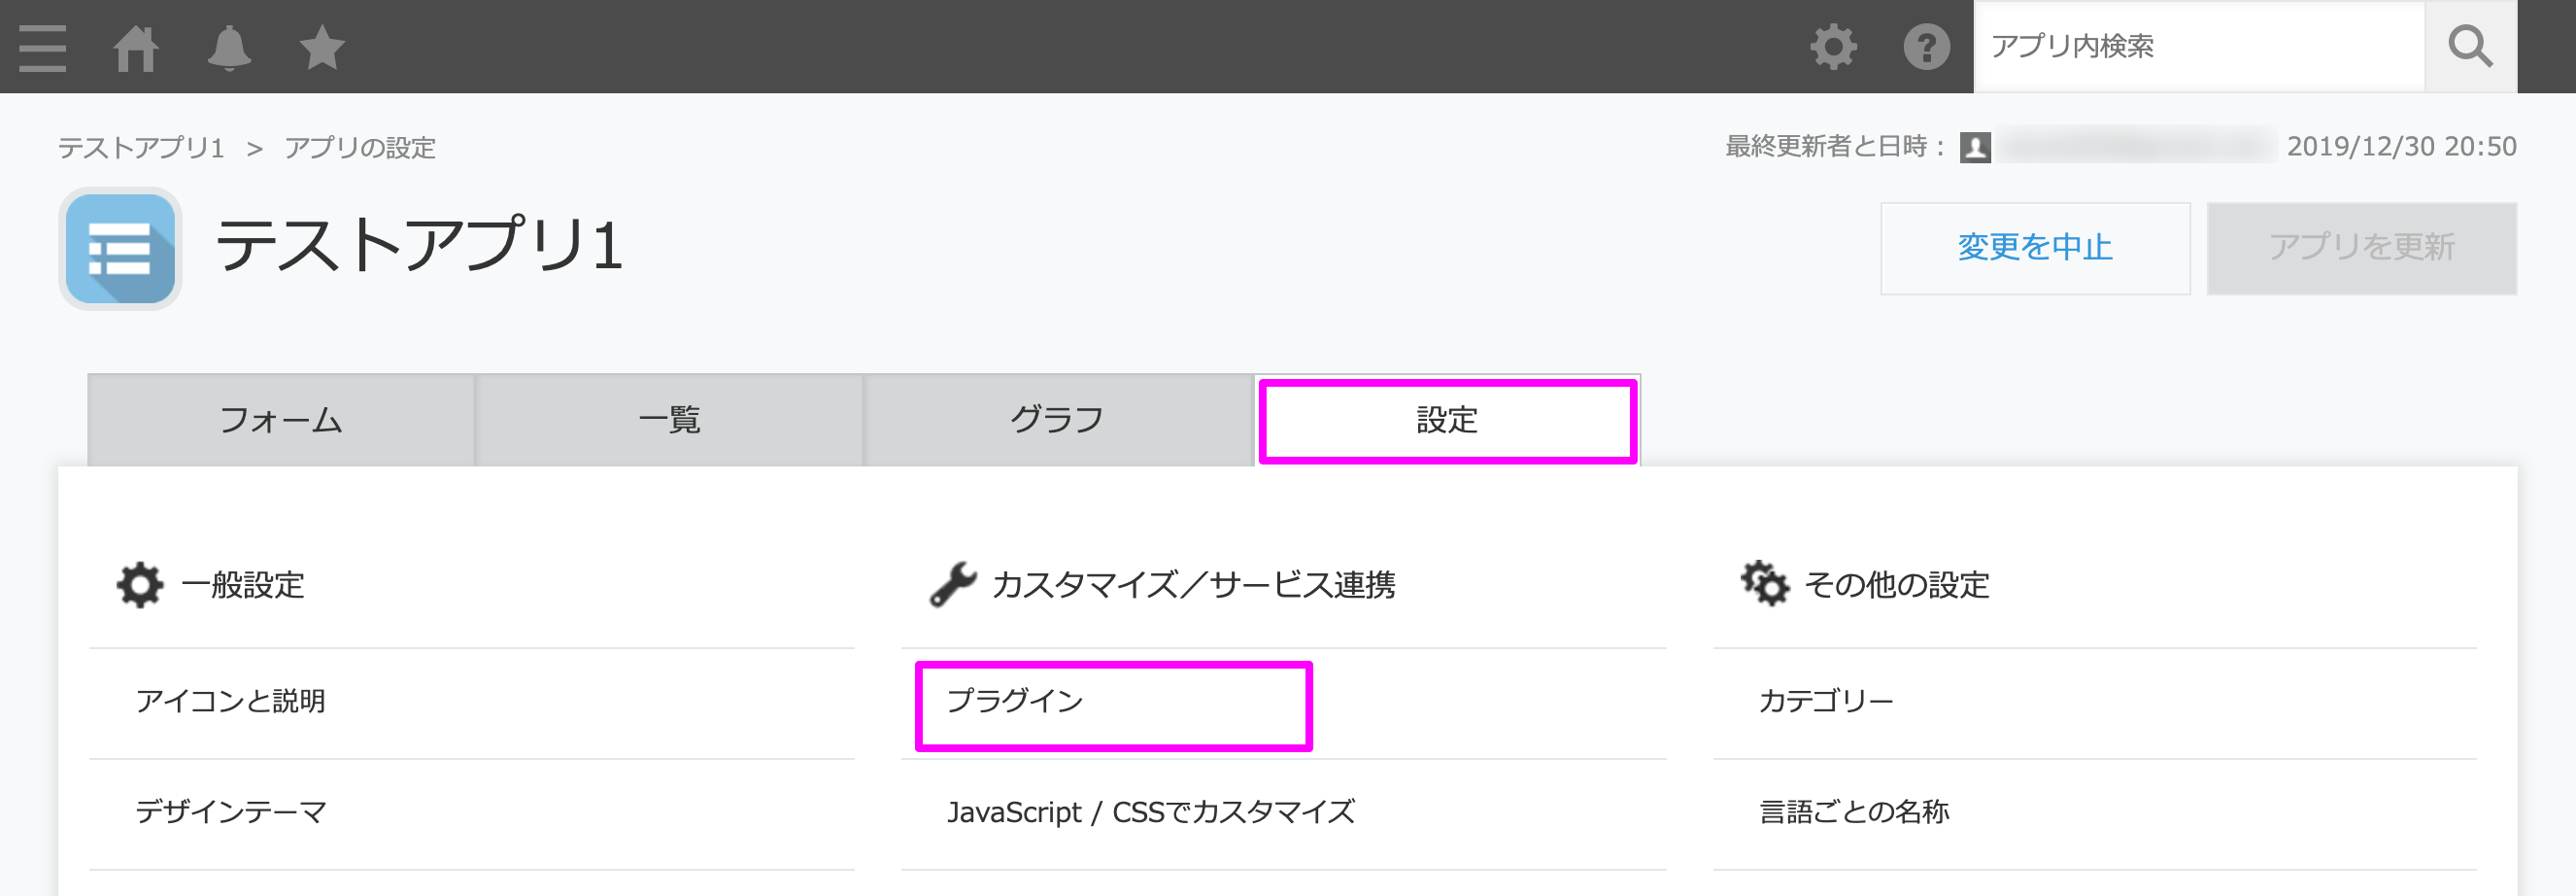 アプリ内検索
テストアプリ1 > アプリの設定
最終更新者と日時： 2019/12/30 20:50
テストアプリ1
変更を中止
アプリを更新
フォーム
一覧
グラフ
設定
一般設定
カスタマイズ／サービス連携
その他の設定
アイコンと説明
プラグイン
カテゴリー
デザインテーマ
JavaScript / CSSでカスタマイズ
言語ごとの名称